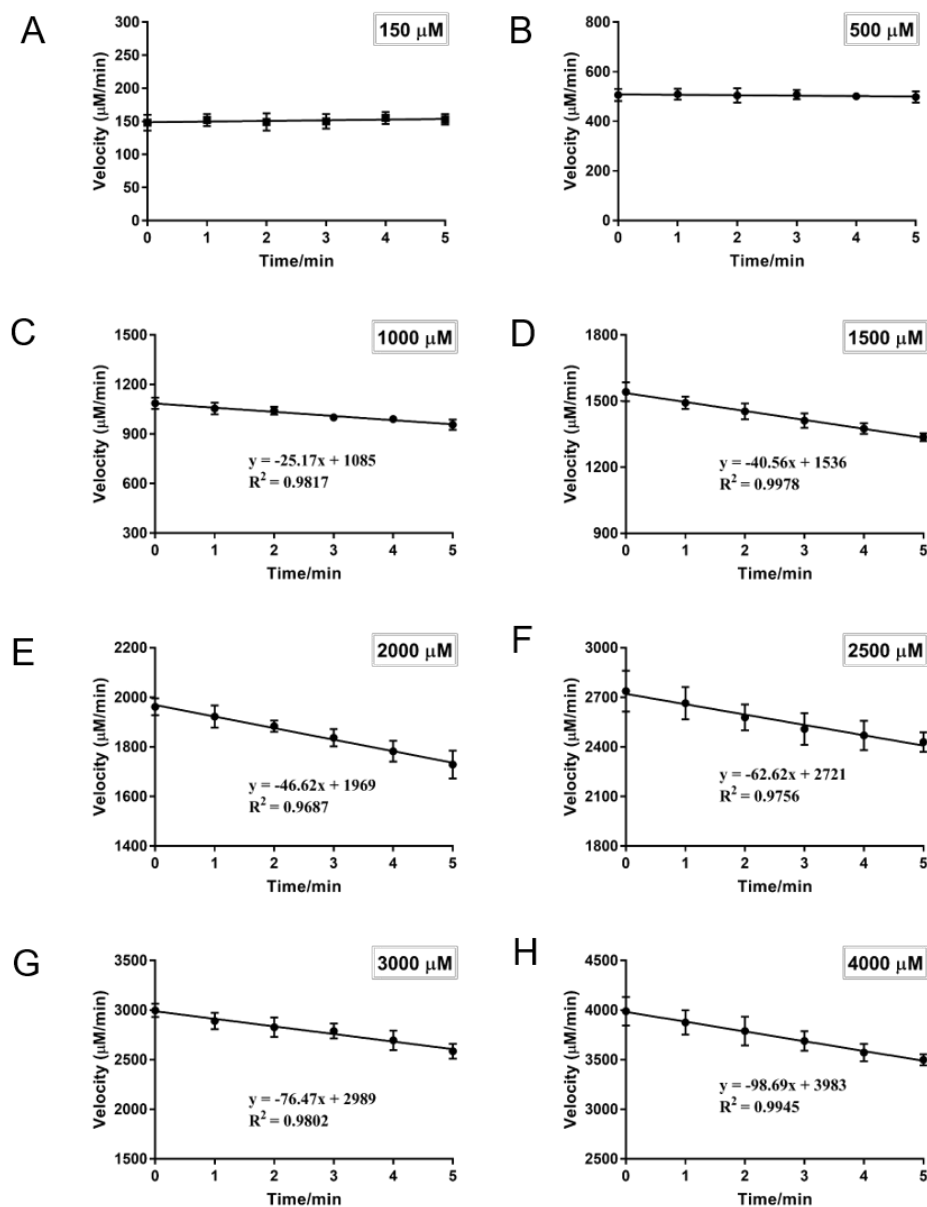 A
150 μM
Velocity (μM/min)
300
250
200
150
100
50
0
0 1 2 3 4 5
Time/min
B
500 μM
Velocity (μM/min)
800
600
400
200
0
0 1 2 3 4 5
Time/min
C
1000 μM
Velocity (μM/min)
1500
1200
900
600
300
y = -25.17x + 1085
R² = 0.9817
0 1 2 3 4 5
Time/min
D
1500 μM
Velocity (μM/min)
1800
1500
1200
900
y = -40.56x + 1536
R² = 0.9978
0 1 2 3 4 5
Time/min
E
2000 μM
Velocity (μM/min)
2200
2000
1800
1600
1400
y = -46.62x + 1969
R² = 0.9687
0 1 2 3 4 5
Time/min
F
2500 μM
Velocity (μM/min)
3000
2700
2400
2100
1800
y = -62.62x + 2721
R² = 0.9756
0 1 2 3 4 5
Time/min
G
3000 μM
Velocity (μM/min)
3500
3000
2500
2000
1500
y = -76.47x + 2989
R² = 0.9802
0 1 2 3 4 5
Time/min
H
4000 μM
Velocity (μM/min)
4500
4000
3500
4000
2500
y = -98.69x + 3983
R² = 0.9945
0 1 2 3 4 5
Time/min